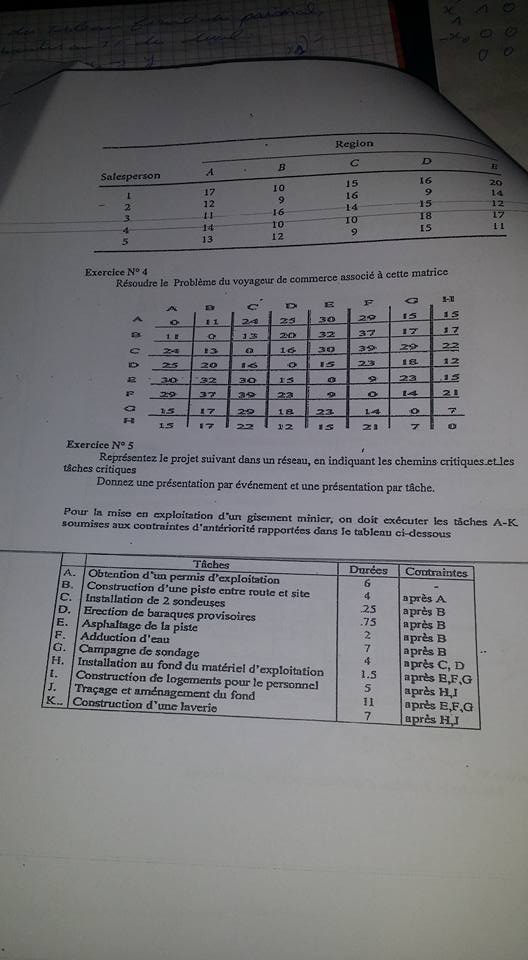 Region
Salesperson A B C D E
1 17 10 15 16 20
2 12 9 16 9 14
3 11 16 14 15 12
4 14 10 10 18 17
5 13 12 9 15 11
Exercice N° 4
Résoudre le Problème du voyageur de commerce associé à cette matrice
A B C D E F G H
A 0 11 24 25 30 29 15 15
B 11 0 13 20 32 37 17 17
C 24 13 0 16 30 39 29 22
D 25 20 16 0 15 23 18 12
E 30 32 30 15 0 9 23 15
F 29 37 39 23 9 0 14 21
G 15 17 29 18 23 14 0 7
H 15 17 22 12 15 21 7 0
Exercice N° 5
Représentez le projet suivant dans un réseau, en indiquant les chemins critiques et les
tâches critiques
Donnez une présentation par événement et une présentation par tâche.
Pour la mise en exploitation d'un gisement minier, on doit exécuter les tâches A-K.
soumises aux contraintes d'antériorité rapportées dans le tableau ci-dessous
Tâches Durées Contraintes
A. Obtention d'un permis d'exploitation 6 -
B. Construction d'une piste entre route et site 4 après A
C. Installation de 2 sondeuses .25 après B
D. Erection de baraques provisoires .75 après B
E. Asphaltage de la piste 2 après B
F. Adduction d'eau 7 après B
G. Campagne de sondage 4 après C, D
H. Installation au fond du matériel d'exploitation 1.5 après E,F,G
I. Construction de logements pour le personnel 5 après H,I
J. Traçage et aménagement du fond 11 après E,F,G
K.. Construction d'une laverie 7 après H,I